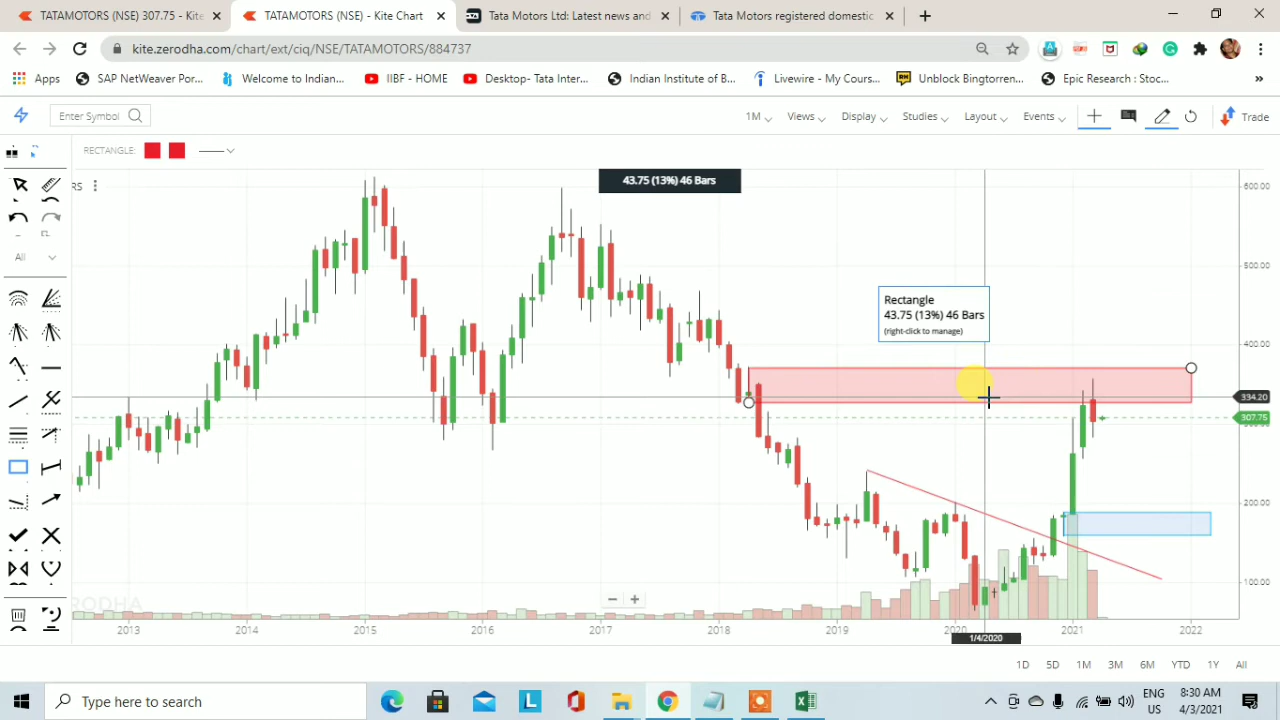 TATAMOTORS (NSE) 307.75 - Kite
TATAMOTORS (NSE) - Kite Chart
Tata Motors Ltd: Latest news and
Tata Motors registered domestic
kite.zerodha.com/chart/ext/ciq/NSE/TATAMOTORS/884737
Apps
SAP NetWeaver Por...
Welcome to Indian...
IIBF - HOME
Desktop- Tata Inter...
Indian Institute of B...
Livewire - My Cours...
Unblock Bingtorren...
Epic Research : Stoc...
»
Enter Symbol
1M
Views
Display
Studies
Layout
Events
Trade
RECTANGLE:
RS
43.75 (13%) 46 Bars
All
Rectangle
43.75 (13%) 46 Bars
(right-click to manage)
600.00
500.00
400.00
334.20
307.75
200.00
100.00
RODHA
2013
2014
2015
2016
2017
2018
2019
2020
2021
2022
1/4/2020
1D
5D
1M
3M
6M
YTD
1Y
All
Type here to search
ENG
US
8:30 AM
4/3/2021